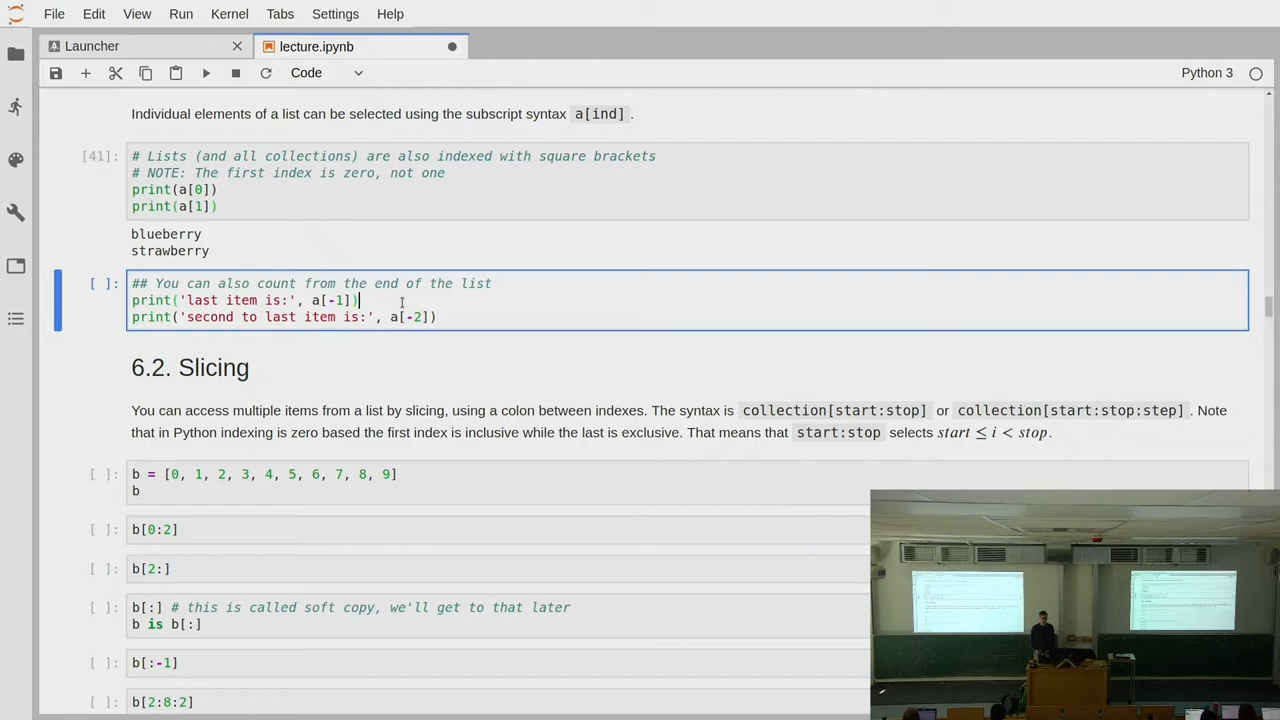 File Edit View Run Kernel Tabs Settings Help
Launcher
lecture.ipynb
Code
Python 3
Individual elements of a list can be selected using the subscript syntax a[ind] .
[41]:
# Lists (and all collections) are also indexed with square brackets
# NOTE: The first index is zero, not one
print(a[0])
print(a[1])
blueberry
strawberry
[ ]:
## You can also count from the end of the list
print('last item is:', a[-1])
print('second to last item is:', a[-2])
6.2. Slicing
You can access multiple items from a list by slicing, using a colon between indexes. The syntax is collection[start:stop] or collection[start:stop:step] . Note
that in Python indexing is zero based the first index is inclusive while the last is exclusive. That means that start:stop selects start ≤ i < stop.
[ ]:
b = [0, 1, 2, 3, 4, 5, 6, 7, 8, 9]
b
[ ]: b[0:2]
[ ]: b[2:]
[ ]: b[:] # this is called soft copy, we'll get to that later
b is b[:]
[ ]: b[:-1]
[ ]: b[2:8:2]